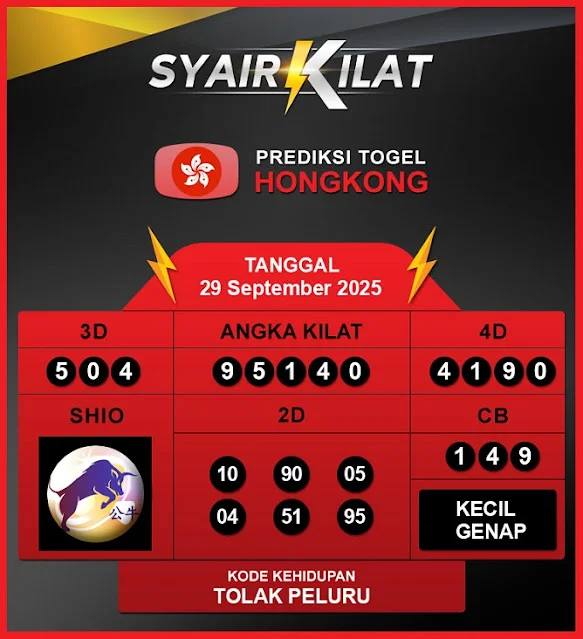 SYAIR KILAT
PREDIKSI TOGEL
HONGKONG
TANGGAL
29 September 2025
3D
5 0 4
ANGKA KILAT
9 5 1 4 0
4D
4 1 9 0
SHIO
公牛
2D
10 90 05
04 51 95
CB
1 4 9
KECIL
GENAP
KODE KEHIDUPAN
TOLAK PELURU